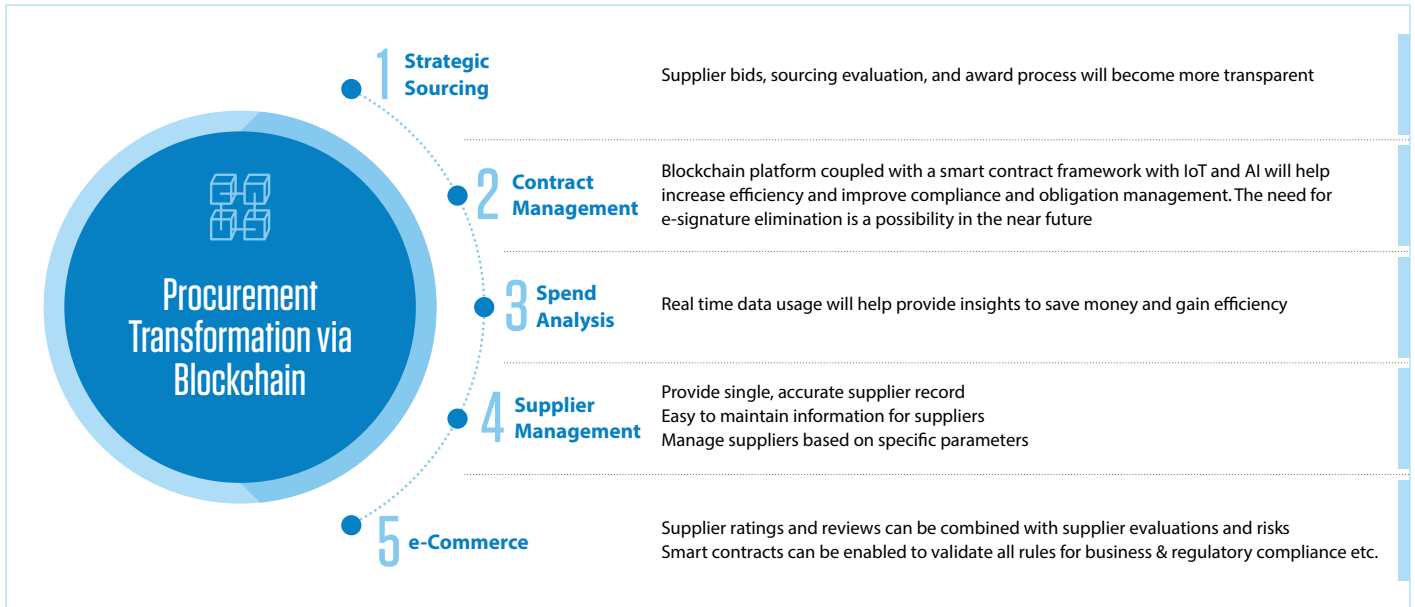 Procurement
Transformation via
Blockchain
1
Strategic
Sourcing
Supplier bids, sourcing evaluation, and award process will become more transparent
2
Contract
Management
Blockchain platform coupled with a smart contract framework with IoT and AI will help
increase efficiency and improve compliance and obligation management. The need for
e-signature elimination is a possibility in the near future
3
Spend
Analysis
Real time data usage will help provide insights to save money and gain efficiency
4
Supplier
Management
Provide single, accurate supplier record
Easy to maintain information for suppliers
Manage suppliers based on specific parameters
5
e-Commerce
Supplier ratings and reviews can be combined with supplier evaluations and risks
Smart contracts can be enabled to validate all rules for business & regulatory compliance etc.